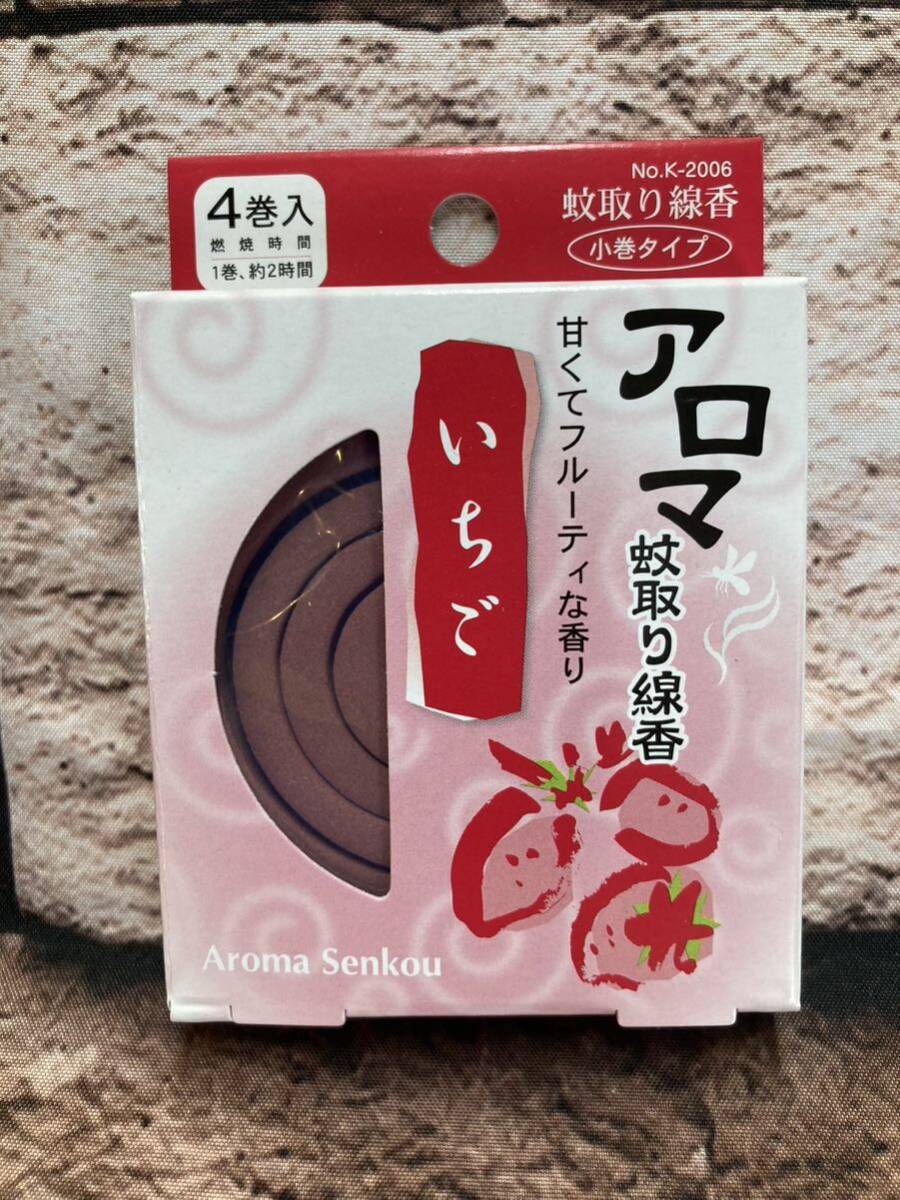 4巻入
燃焼時間
1巻、約2時間
No.K-2006
蚊取り線香
小巻タイプ
アロマ
蚊取り線香
甘くてフルーティな香り
いちご
Aroma Senkou